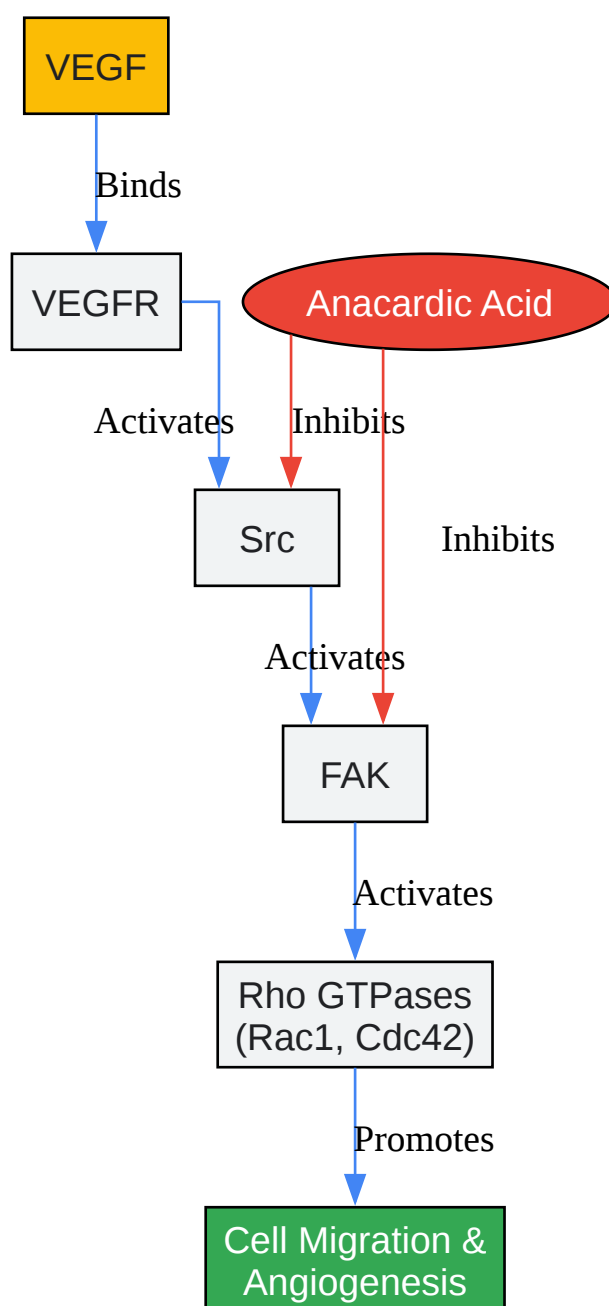 VEGF
Binds
VEGFR
Anacardic Acid
Activates
Inhibits
Src
Inhibits
Activates
FAK
Activates
Rho GTPases
(Rac1, Cdc42)
Promotes
Cell Migration &
Angiogenesis